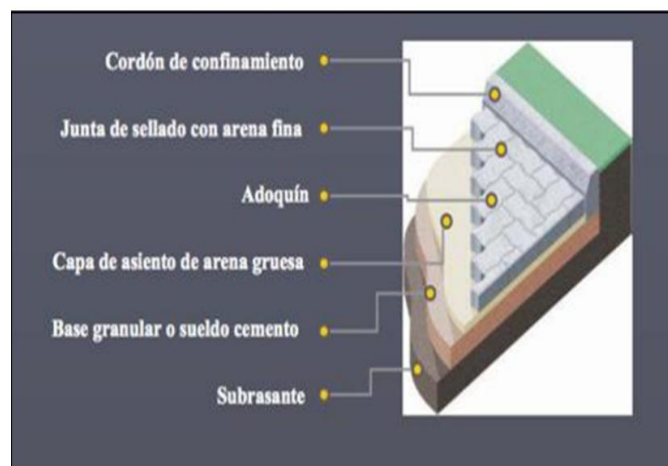 Cordón de confinamiento
Junta de sellado con arena fina
Adoquín
Capa de asiento de arena gruesa
Base granular o sueldo cemento
Subrasante